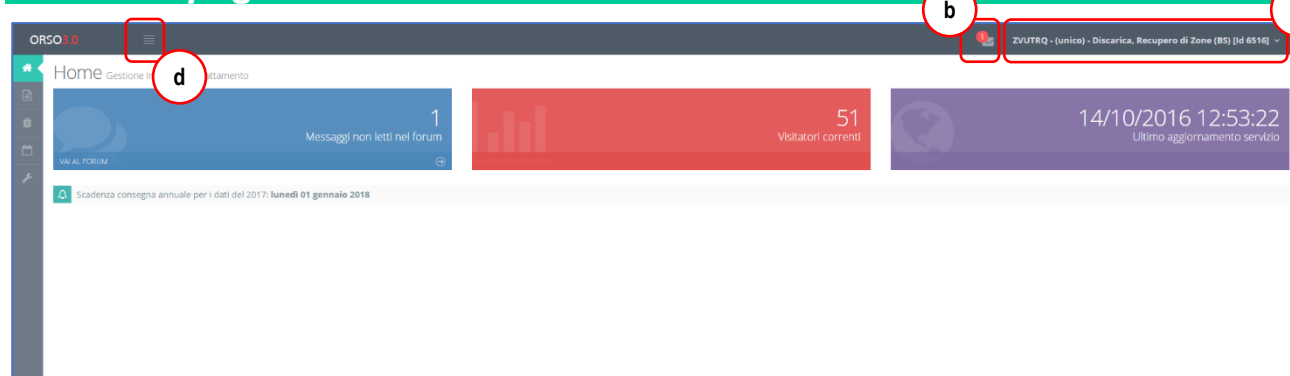 b
ORSO3.0
1
ZVUTRQ - (unico) - Discarica, Recupero di Zone (BS) [Id 6516]
Home
d
1
Messaggi non letti nel forum
VAI AL FORUM
51
Visitatori correnti
14/10/2016 12:53:22
Ultimo aggiornamento servizio
Scadenza consegna annuale per i dati del 2017: lunedì 01 gennaio 2018